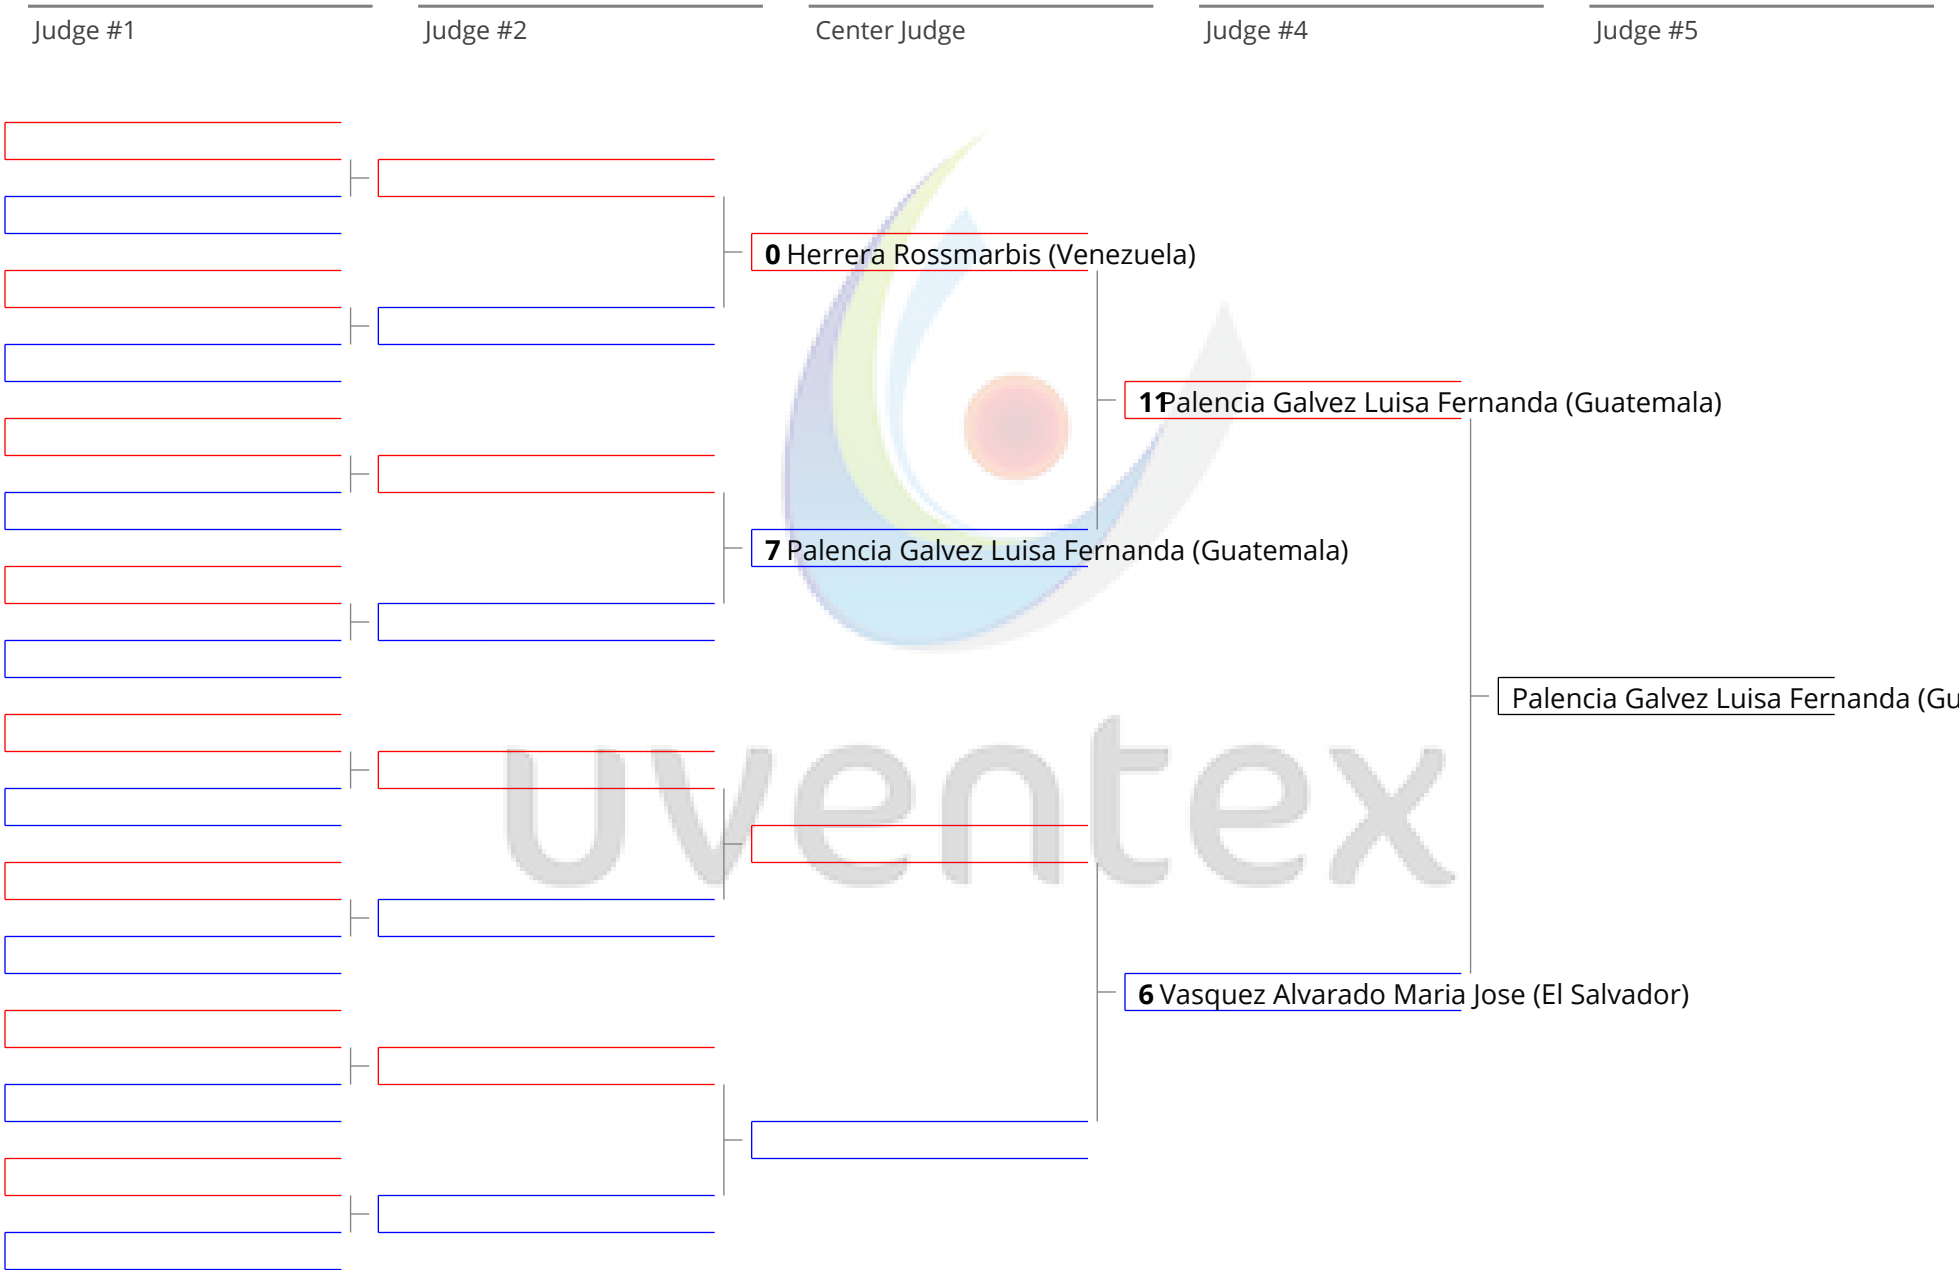 Judge #1 Judge #2 Center Judge Judge #4 Judge #5
0 Herrera Rossmarbis (Venezuela)
11 Palencia Galvez Luisa Fernanda (Guatemala)
7 Palencia Galvez Luisa Fernanda (Guatemala)
Palencia Galvez Luisa Fernanda (Gu
uventex
6 Vasquez Alvarado Maria Jose (El Salvador)